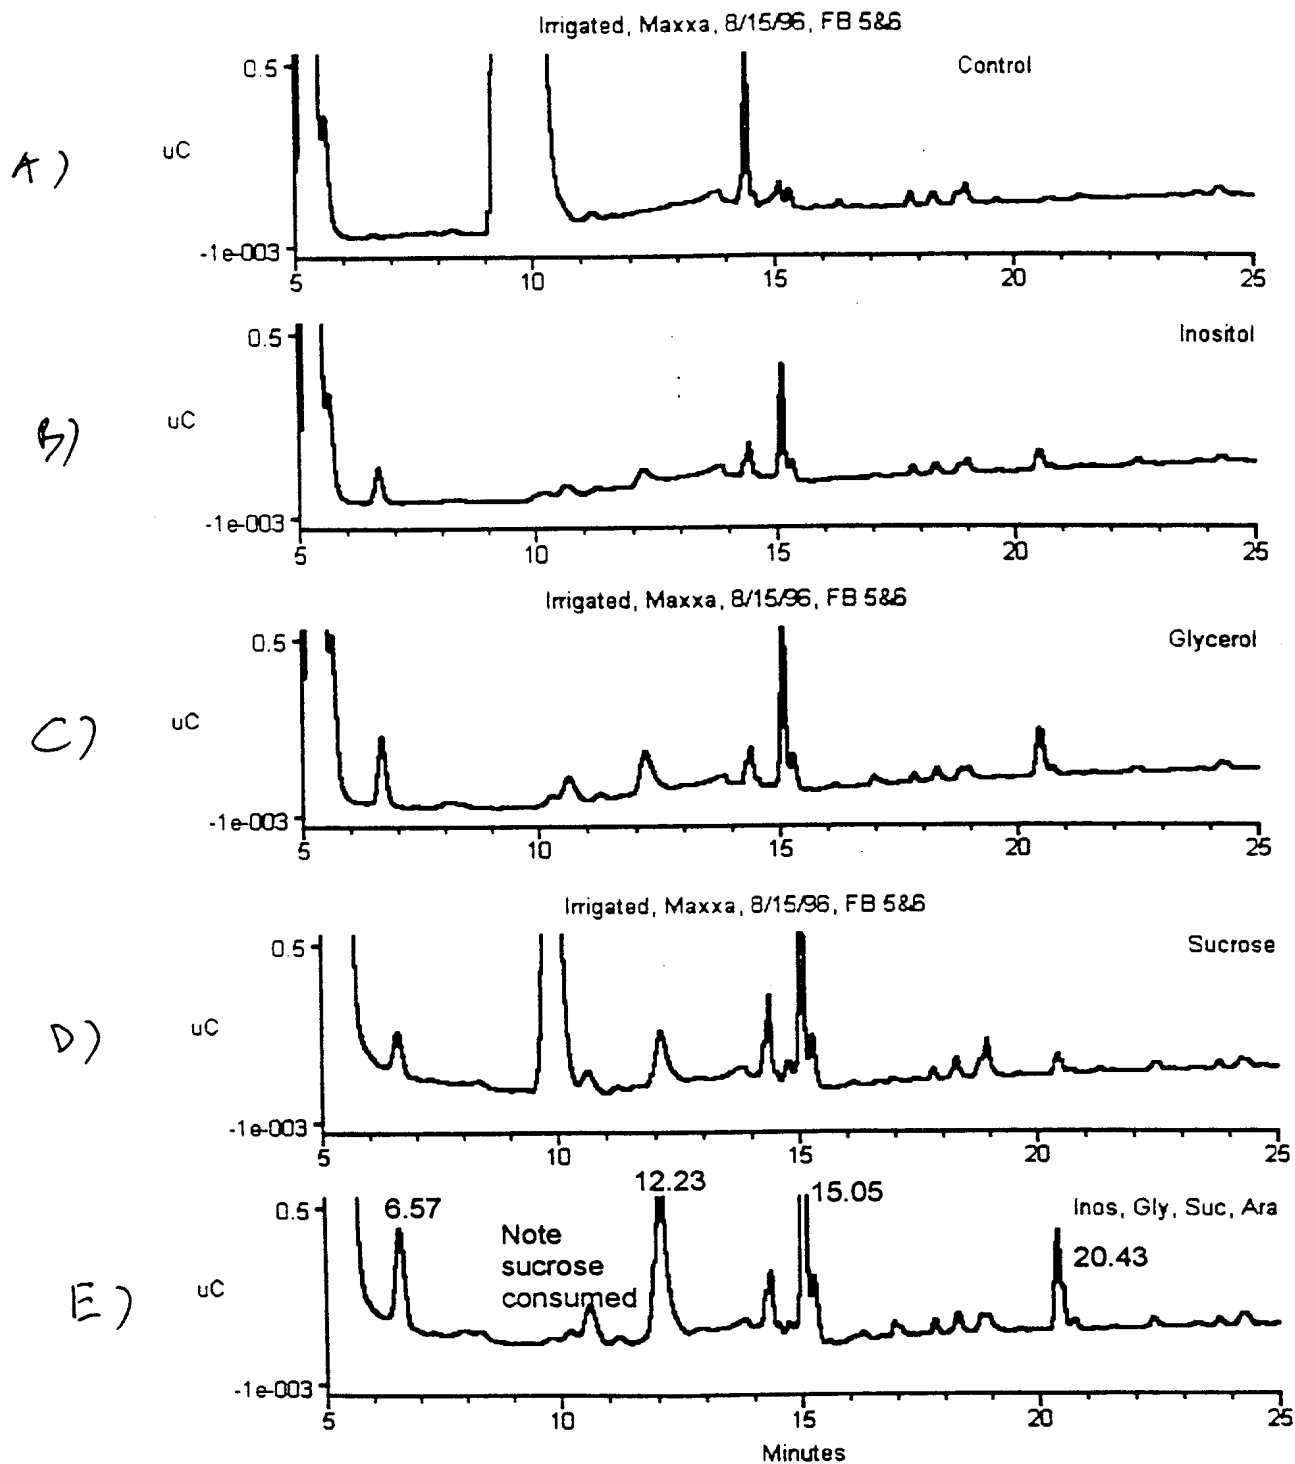 Irrigated, Maxxa, 8/15/96, FB 5&6
Control
0.5
A)
uC
-1e-003
5 10 15 20 25
Inositol
0.5
B)
uC
-1e-003
5 10 15 20 25
Irrigated, Maxxa, 8/15/96, FB 5&6
Glycerol
0.5
C)
uC
-1e-003
5 10 15 20 25
Irrigated, Maxxa, 8/15/96, FB 5&6
Sucrose
0.5
D)
uC
-1e-003
5 10 15 20 25
12.23
15.05
Inos, Gly, Suc, Ara
0.5
6.57
20.43
Note
sucrose
consumed
E)
uC
-1e-003
5 10 15 20 25
Minutes